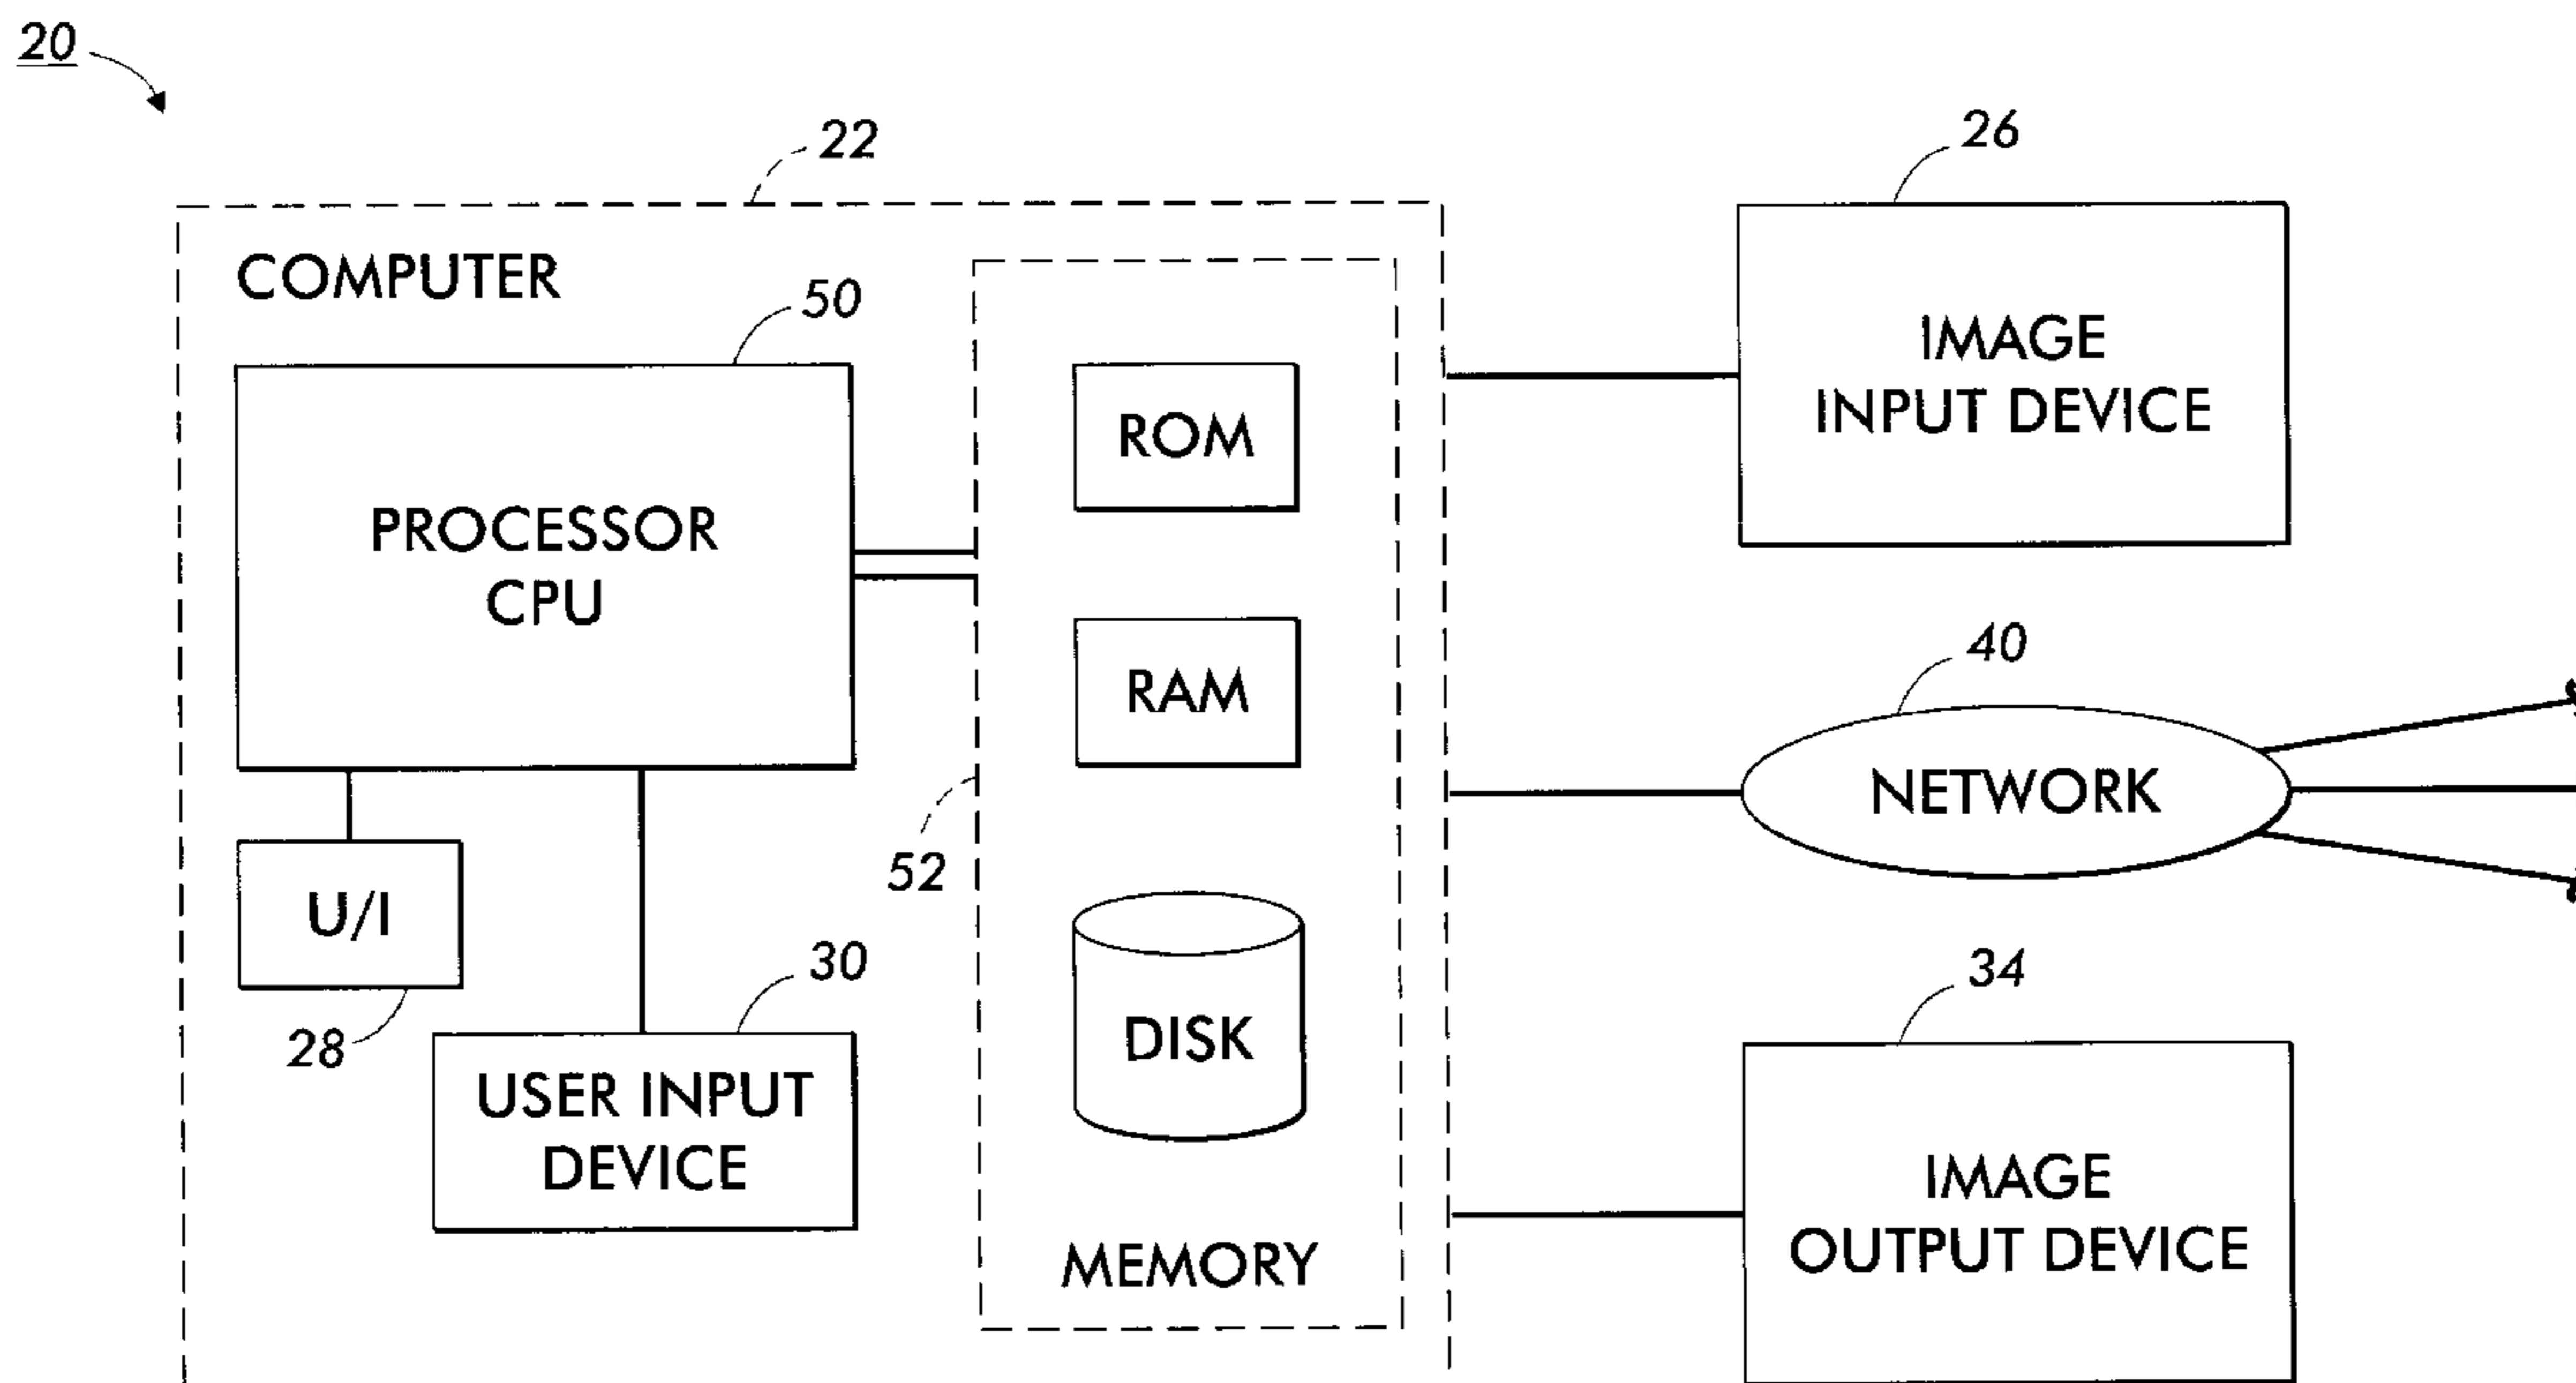 20
22
26
COMPUTER
50
PROCESSOR
CPU
ROM
RAM
DISK
MEMORY
52
U/I
28
30
USER INPUT
DEVICE
IMAGE
INPUT DEVICE
40
NETWORK
34
IMAGE
OUTPUT DEVICE